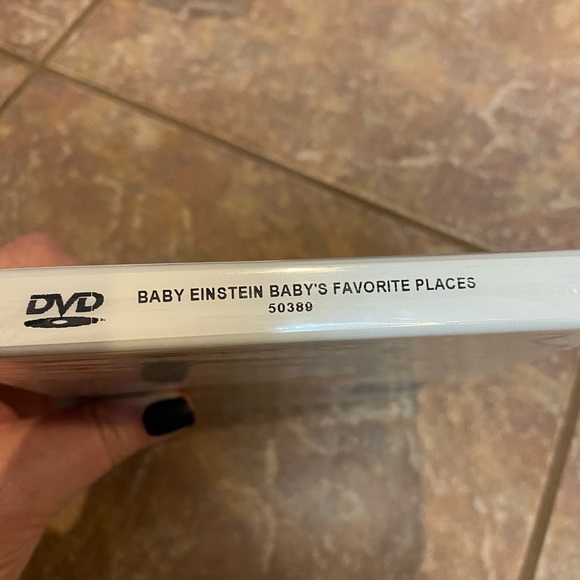 DVD
BABY EINSTEIN BABY'S FAVORITE PLACES
50389